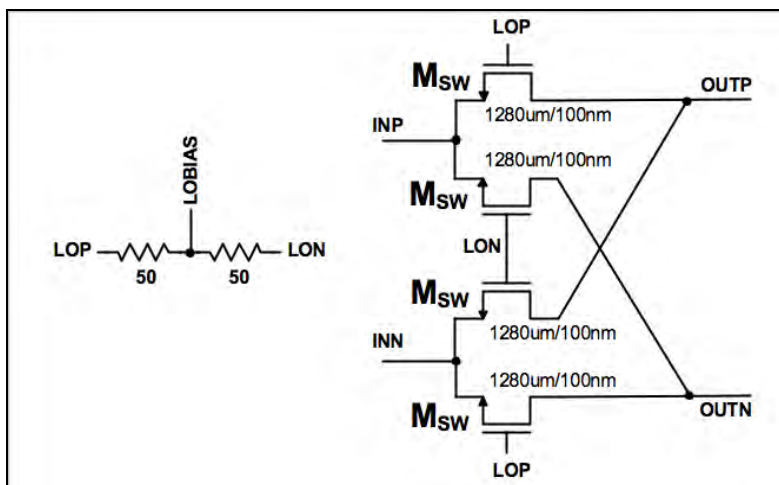 LOBIAS
LOP
LON
50
50
LOP
MSW
OUTP
1280um/100nm
INP
1280um/100nm
MSW
LON
MSW
1280um/100nm
INN
1280um/100nm
MSW
OUTN
LOP